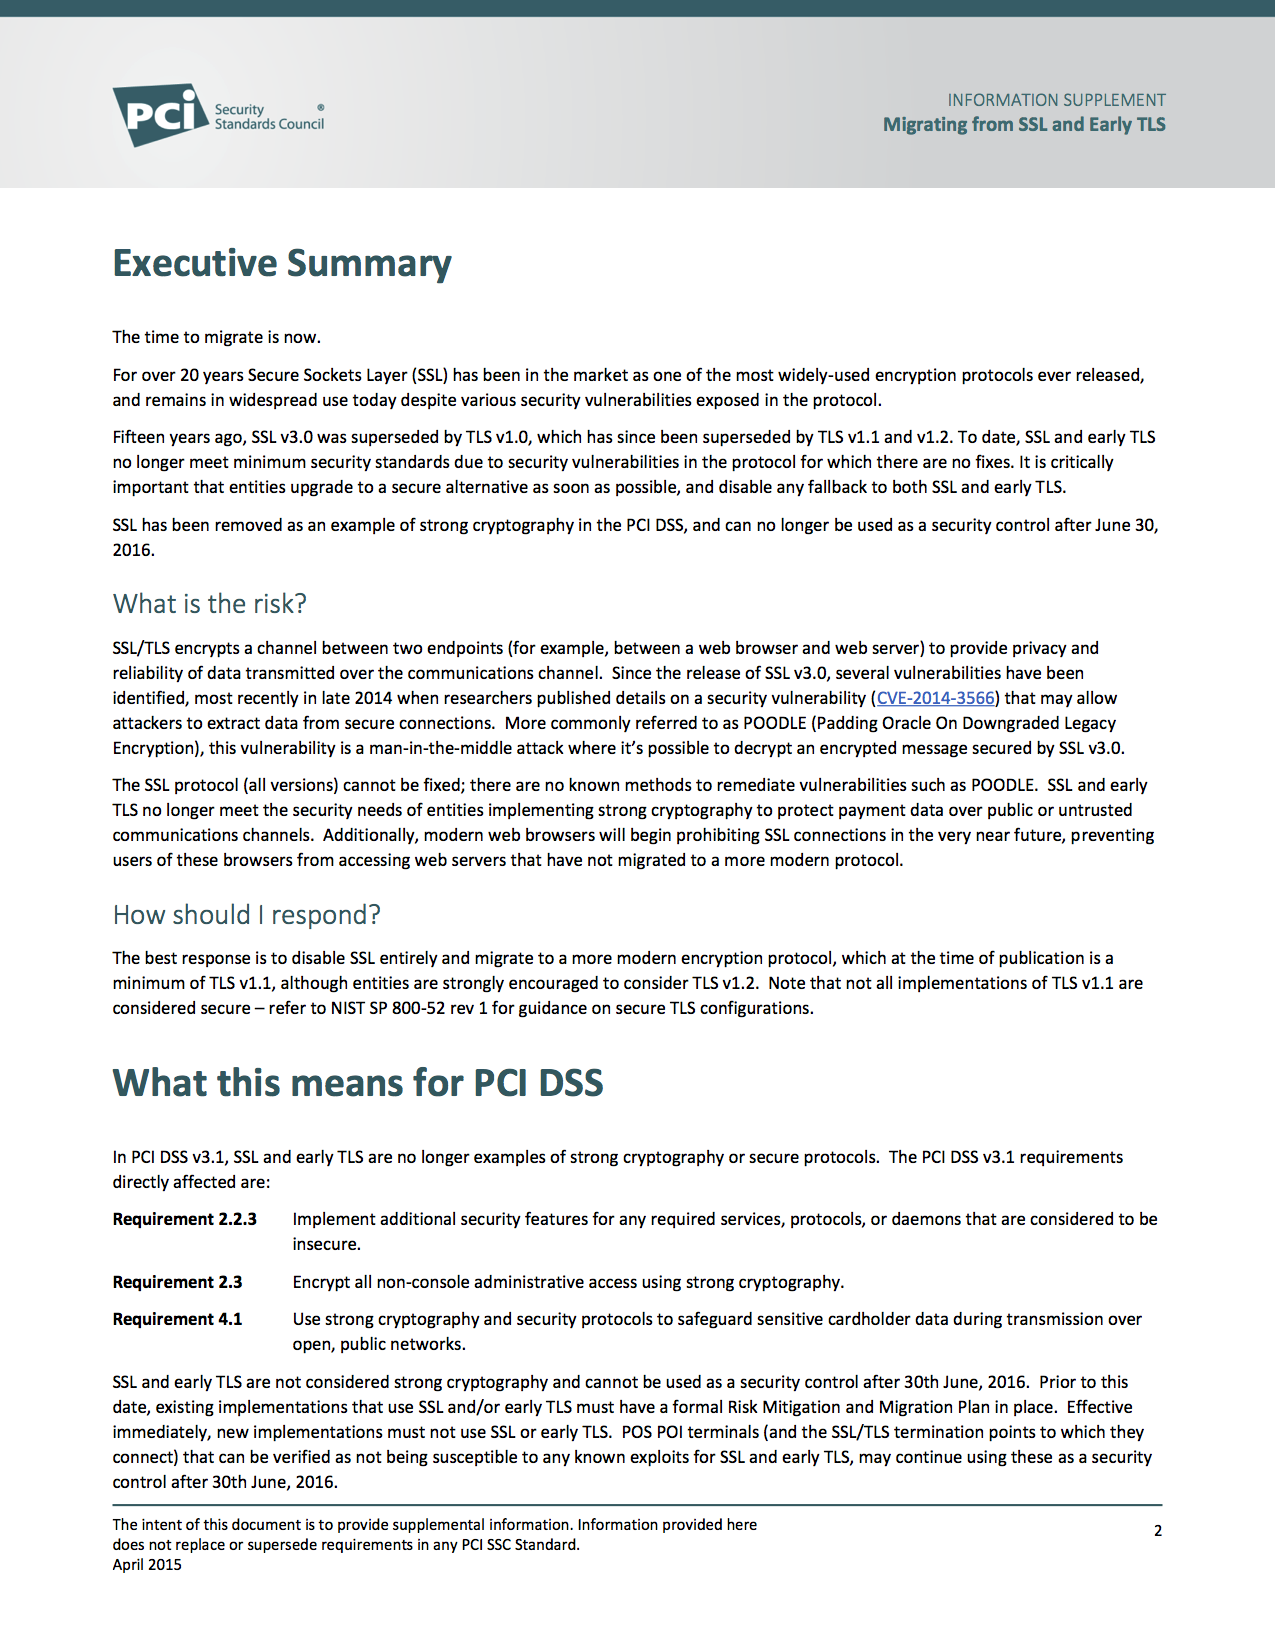 PCi Security Standards Council ®
INFORMATION SUPPLEMENT
Migrating from SSL and Early TLS
Executive Summary
The time to migrate is now.
For over 20 years Secure Sockets Layer (SSL) has been in the market as one of the most widely-used encryption protocols ever released,
and remains in widespread use today despite various security vulnerabilities exposed in the protocol.
Fifteen years ago, SSL v3.0 was superseded by TLS v1.0, which has since been superseded by TLS v1.1 and v1.2. To date, SSL and early TLS
no longer meet minimum security standards due to security vulnerabilities in the protocol for which there are no fixes. It is critically
important that entities upgrade to a secure alternative as soon as possible, and disable any fallback to both SSL and early TLS.
SSL has been removed as an example of strong cryptography in the PCI DSS, and can no longer be used as a security control after June 30,
2016.
What is the risk?
SSL/TLS encrypts a channel between two endpoints (for example, between a web browser and web server) to provide privacy and
reliability of data transmitted over the communications channel. Since the release of SSL v3.0, several vulnerabilities have been
identified, most recently in late 2014 when researchers published details on a security vulnerability (CVE-2014-3566) that may allow
attackers to extract data from secure connections. More commonly referred to as POODLE (Padding Oracle On Downgraded Legacy
Encryption), this vulnerability is a man-in-the-middle attack where it's possible to decrypt an encrypted message secured by SSL v3.0.
The SSL protocol (all versions) cannot be fixed; there are no known methods to remediate vulnerabilities such as POODLE. SSL and early
TLS no longer meet the security needs of entities implementing strong cryptography to protect payment data over public or untrusted
communications channels. Additionally, modern web browsers will begin prohibiting SSL connections in the very near future, preventing
users of these browsers from accessing web servers that have not migrated to a more modern protocol.
How should I respond?
The best response is to disable SSL entirely and migrate to a more modern encryption protocol, which at the time of publication is a
minimum of TLS v1.1, although entities are strongly encouraged to consider TLS v1.2. Note that not all implementations of TLS v1.1 are
considered secure – refer to NIST SP 800-52 rev 1 for guidance on secure TLS configurations.
What this means for PCI DSS
In PCI DSS v3.1, SSL and early TLS are no longer examples of strong cryptography or secure protocols. The PCI DSS v3.1 requirements
directly affected are:
Requirement 2.2.3 Implement additional security features for any required services, protocols, or daemons that are considered to be
insecure.
Requirement 2.3 Encrypt all non-console administrative access using strong cryptography.
Requirement 4.1 Use strong cryptography and security protocols to safeguard sensitive cardholder data during transmission over
open, public networks.
SSL and early TLS are not considered strong cryptography and cannot be used as a security control after 30th June, 2016. Prior to this
date, existing implementations that use SSL and/or early TLS must have a formal Risk Mitigation and Migration Plan in place. Effective
immediately, new implementations must not use SSL or early TLS. POS POI terminals (and the SSL/TLS termination points to which they
connect) that can be verified as not being susceptible to any known exploits for SSL and early TLS, may continue using these as a security
control after 30th June, 2016.
The intent of this document is to provide supplemental information. Information provided here
does not replace or supersede requirements in any PCI SSC Standard.
April 2015
2